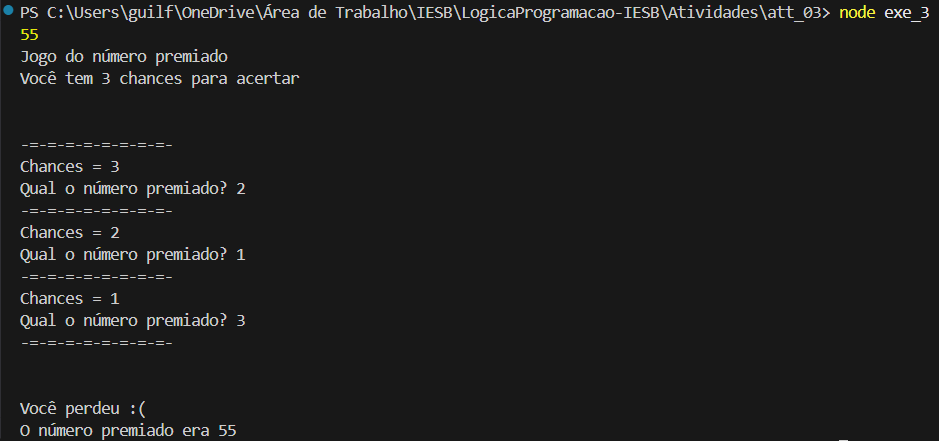 PS C:\Users\guilf\OneDrive\Área de Trabalho\IESB\LogicaProgramacao-IESB\Atividades\att_03> node exe_3
55
Jogo do número premiado
Você tem 3 chances para acertar
-=-=-=-=-=-=-=-=-
Chances = 3
Qual o número premiado? 2
-=-=-=-=-=-=-=-=-
Chances = 2
Qual o número premiado? 1
-=-=-=-=-=-=-=-=-
Chances = 1
Qual o número premiado? 3
-=-=-=-=-=-=-=-=-
Você perdeu :(
O número premiado era 55